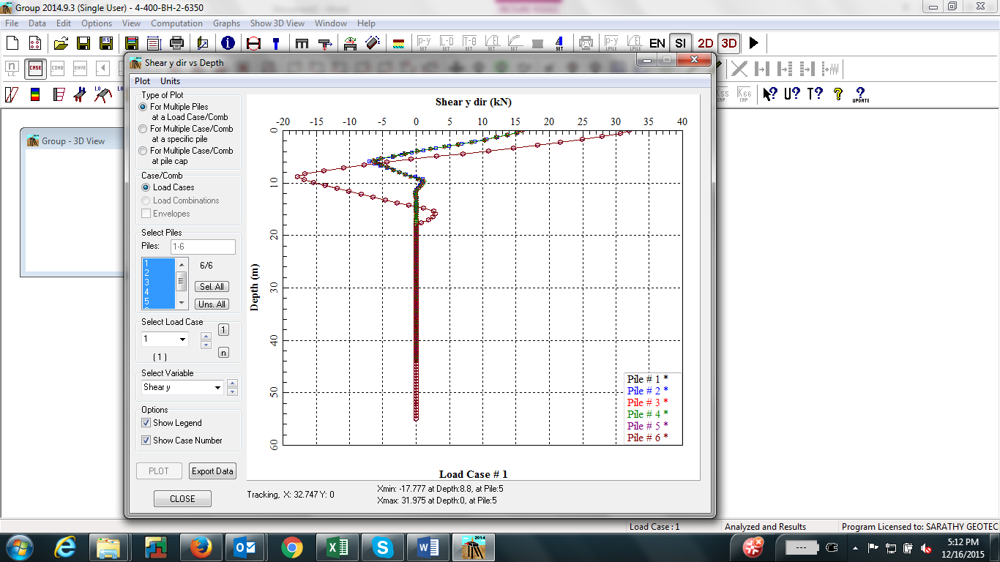 Group 2014.9.3 (Single User) - 4-400-BH-2-6350
File Data Edit Options View Computation Graphs Show 3D View Window Help
EN SI 2D 3D
CASE
Shear y dir vs Depth
Plot Units
Type of Plot
For Multiple Piles
at a Load Case/Comb
For Multiple Case/Comb
at a specific pile
For Multiple Case/Comb
at pile cap
Case/Comb
Load Cases
Load Combinations
Envelopes
Select Piles
Piles: 1-6
1
2
3
4
5
6/6
Sel. All
Uns. All
Select Load Case
1
1
( 1 )
n
Select Variable
Shear y
Options
Show Legend
Show Case Number
PLOT Export Data
CLOSE
Shear y dir (kN)
-20 -15 -10 -5 0 5 10 15 20 25 30 35 40
Depth (m)
0
10
20
30
40
50
60
Pile # 1 *
Pile # 2 *
Pile # 3 *
Pile # 4 *
Pile # 5 *
Pile # 6 *
Load Case # 1
Tracking, X: 32.747 Y: 0
Xmin: -17.777 at Depth:8.8, at Pile:5
Xmax: 31.975 at Depth:0, at Pile:5
Group - 3D View
UPDATE
Load Case : 1 Analyzed and Results Program Licensed to: SARATHY GEOTEC
5:12 PM
12/16/2015